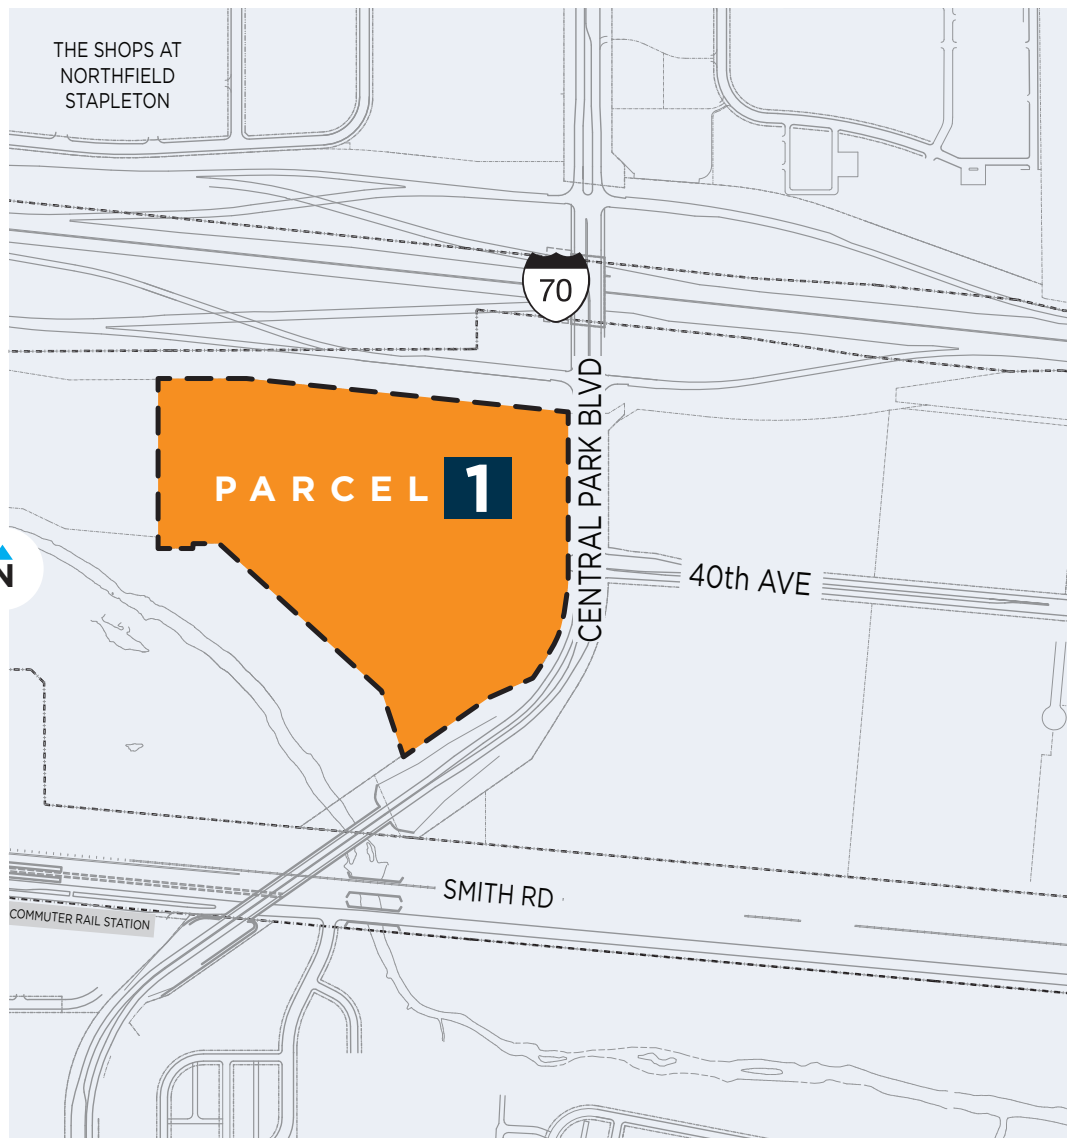 THE SHOPS AT
NORTHFIELD
STAPLETON
70
CENTRAL PARK BLVD
PARCEL 1
N
40th AVE
SMITH RD
COMMUTER RAIL STATION